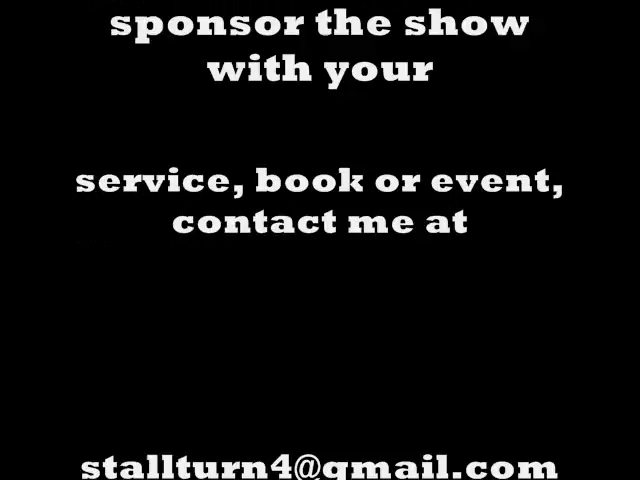 sponsor the show
with your
service, book or event,
contact me at
stallturn4@gmail.com